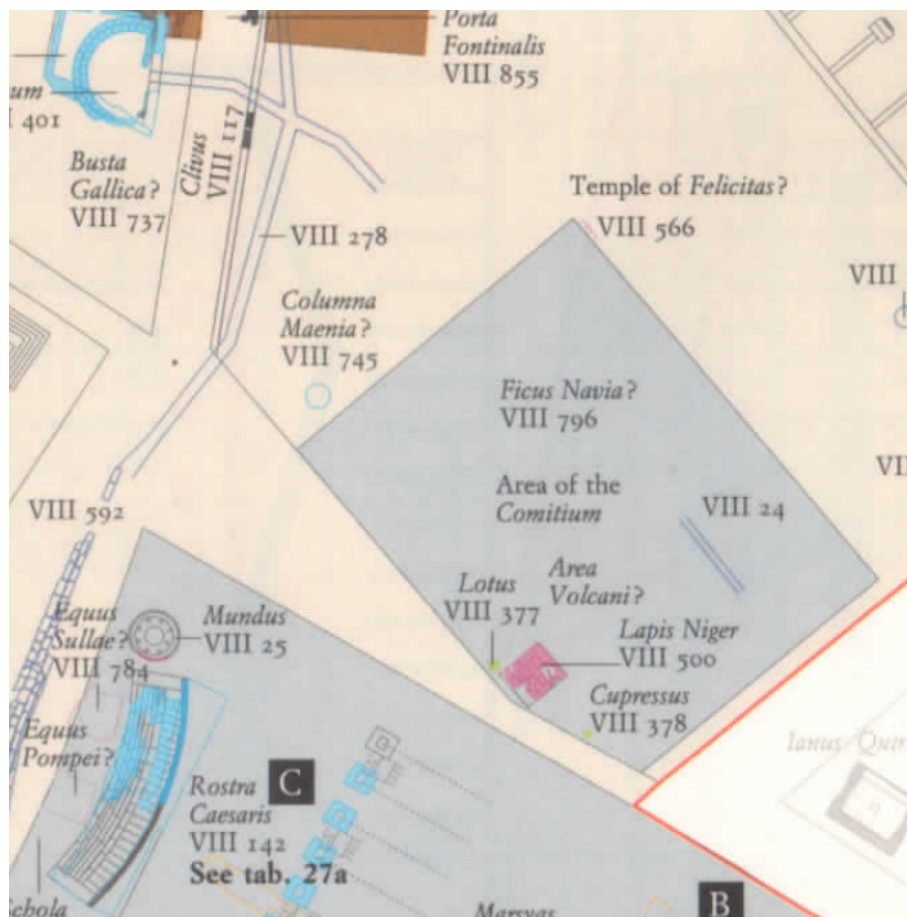 Porta
Fontinalis
VIII 855
401
Busta
Gallica?
VIII 737
Clivus
VIII 117
VIII 278
Temple of Felicitas?
VIII 566
VIII
Columna
Maenia?
VIII 745
Ficus Navia?
VIII 796
Area of the
Comitium
VIII 24
VIII 592
Lotus
VIII 377
Area
Volcani?
Equus
Sullae?
VIII 784
Mundus
VIII 25
Lapis Niger
VIII 500
Cupressus
VIII 378
Equus
Pompei?
Ianus
Rostra
Caesaris
VIII 142
See tab. 27a
C
B
Marsyas